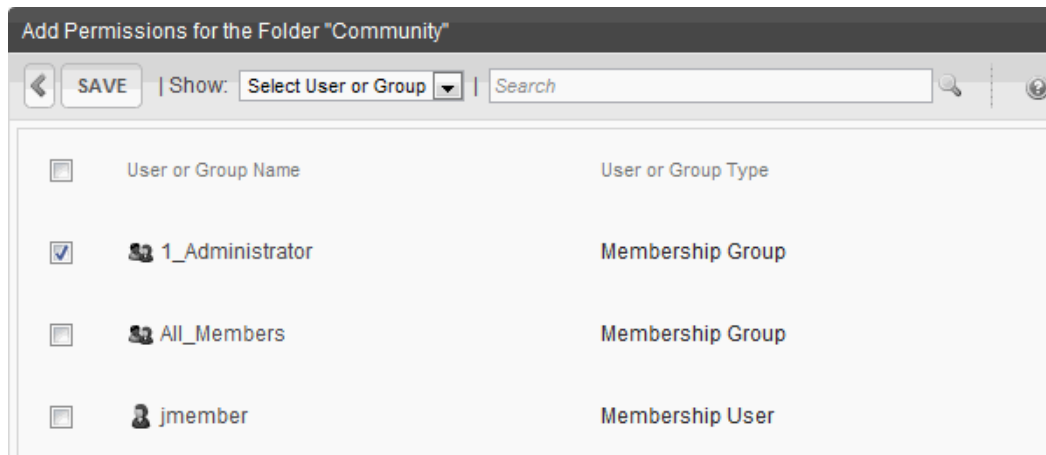 Add Permissions for the Folder "Community"
SAVE | Show: Select User or Group | Search
User or Group Name User or Group Type
1_Administrator Membership Group
All_Members Membership Group
jmember Membership User